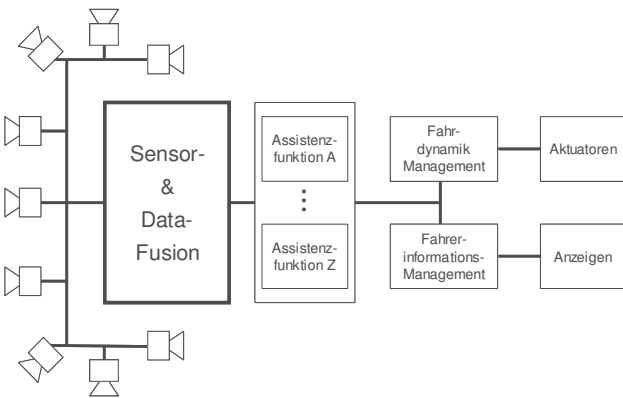 Sensor-
&
Data-
Fusion
Assistenz-
funktion A
Assistenz-
funktion Z
Fahr-
dynamik
Management
Aktuatoren
Fahrer-
informations-
Management
Anzeigen